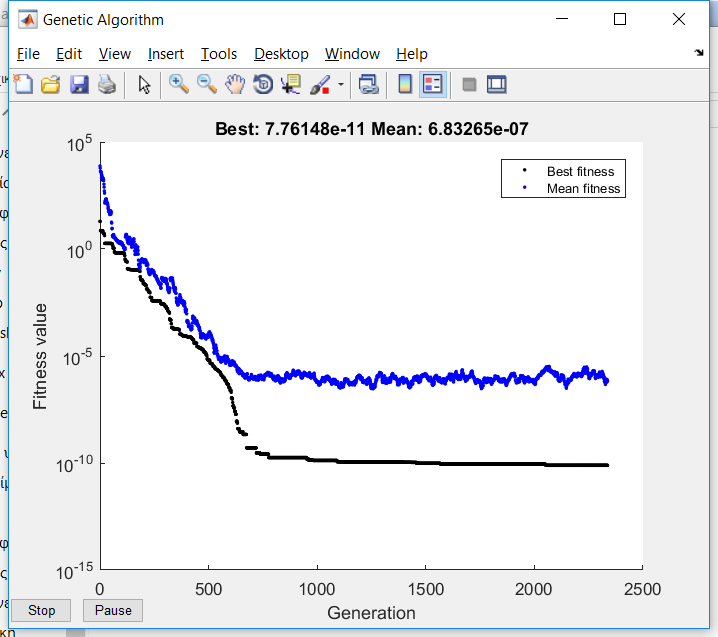 Genetic Algorithm
File Edit View Insert Tools Desktop Window Help
Best: 7.76148e-11 Mean: 6.83265e-07
Best fitness
Mean fitness
Fitness value
10^5
10^0
10^-5
10^-10
10^-15
0 500 1000 1500 2000 2500
Generation
Stop Pause